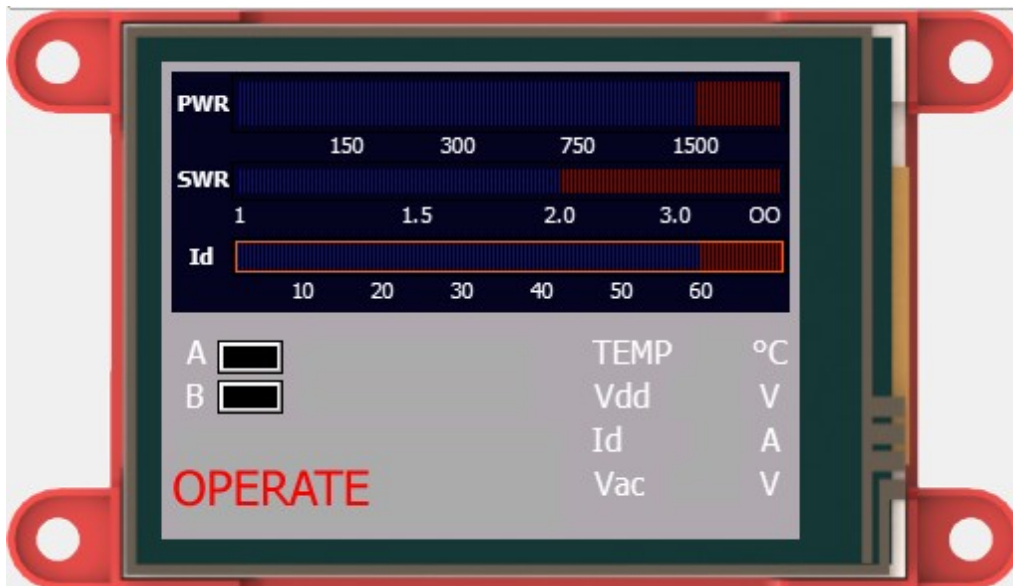 PWR
150 300 750 1500
SWR
1 1.5 2.0 3.0 OO
Id
10 20 30 40 50 60
A TEMP °C
B Vdd V
Id A
OPERATE Vac V